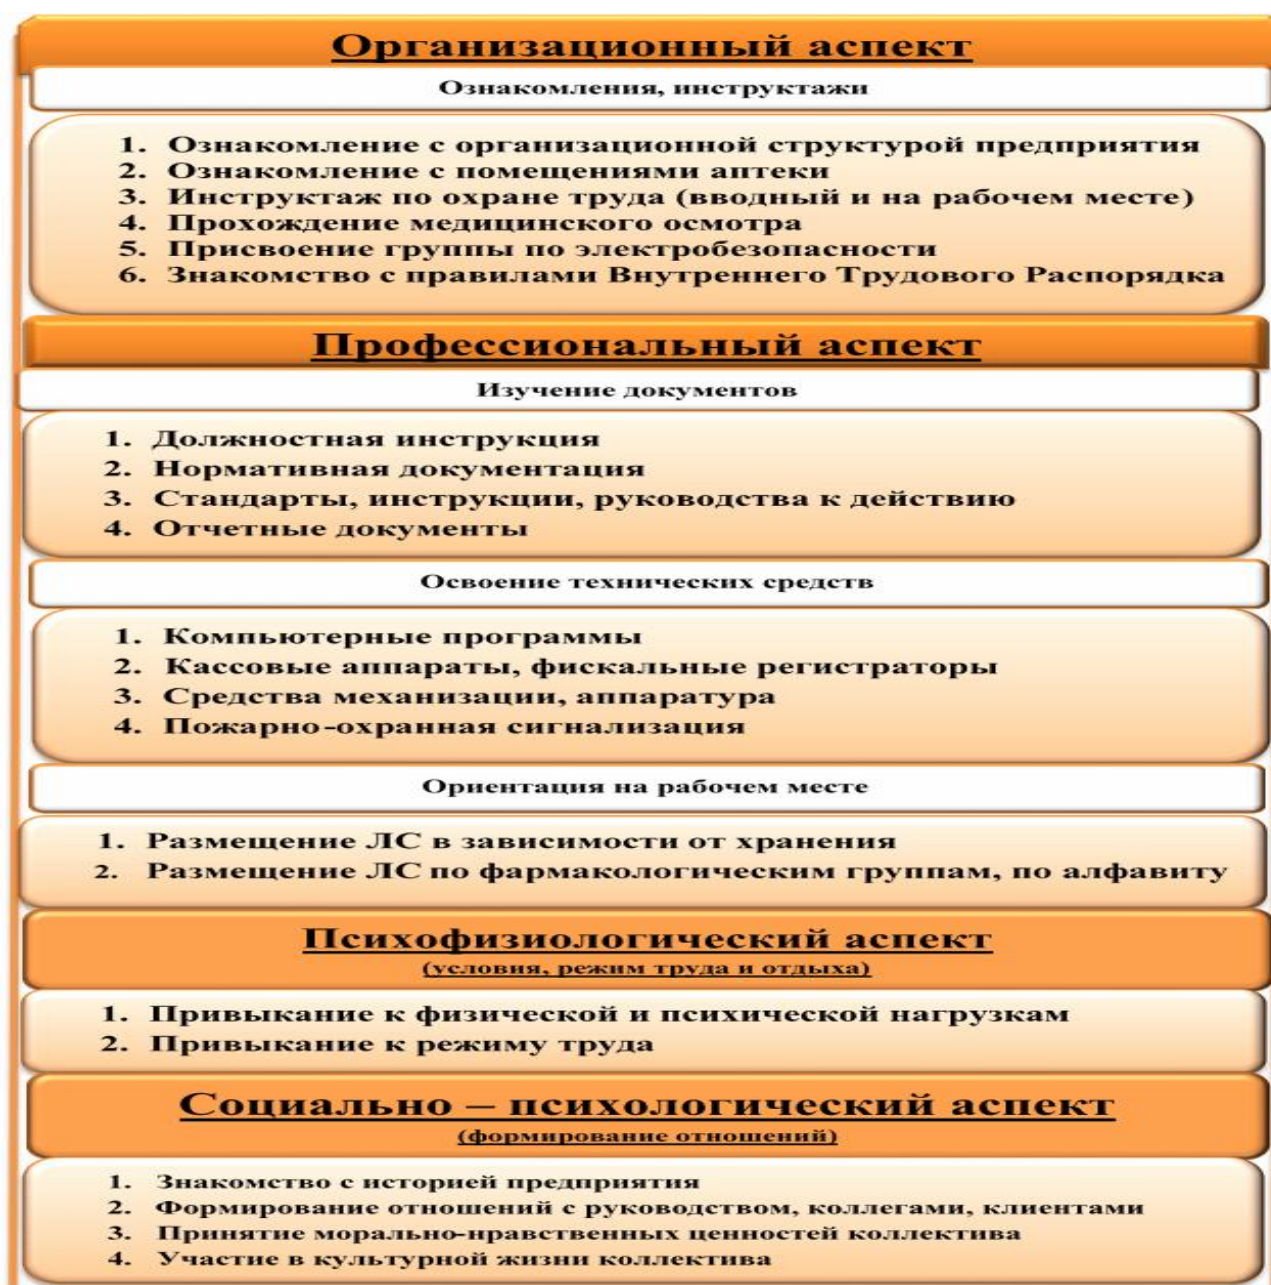 Организационный аспект
Ознакомления, инструктажи
1. Ознакомление с организационной структурой предприятия
2. Ознакомление с помещениями аптеки
3. Инструктаж по охране труда (вводный и на рабочем месте)
4. Прохождение медицинского осмотра
5. Присвоение группы по электробезопасности
6. Знакомство с правилами Внутреннего Трудового Распорядка
Профессиональный аспект
Изучение документов
1. Должностная инструкция
2. Нормативная документация
3. Стандарты, инструкции, руководства к действию
4. Отчетные документы
Освоение технических средств
1. Компьютерные программы
2. Кассовые аппараты, фискальные регистраторы
3. Средства механизации, аппаратура
4. Пожарно-охранная сигнализация
Ориентация на рабочем месте
1. Размещение ЛС в зависимости от хранения
2. Размещение ЛС по фармакологическим группам, по алфавиту
Психофизиологический аспект
(условия, режим труда и отдыха)
1. Привыкание к физической и психической нагрузкам
2. Привыкание к режиму труда
Социально – психологический аспект
(формирование отношений)
1. Знакомство с историей предприятия
2. Формирование отношений с руководством, коллегами, клиентами
3. Принятие морально-нравственных ценностей коллектива
4. Участие в культурной жизни коллектива